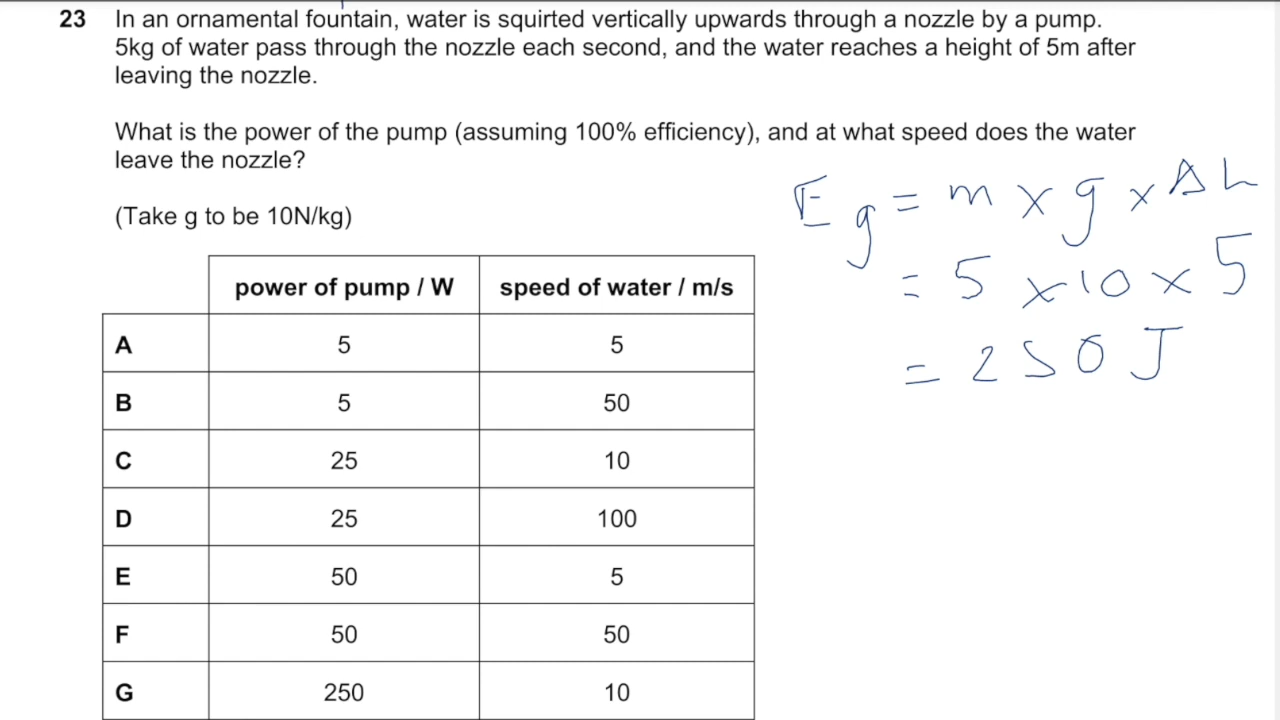 23 In an ornamental fountain, water is squirted vertically upwards through a nozzle by a pump.
5kg of water pass through the nozzle each second, and the water reaches a height of 5m after
leaving the nozzle.
What is the power of the pump (assuming 100% efficiency), and at what speed does the water
leave the nozzle?
(Take g to be 10N/kg)
E g = m x g x Δh
= 5 x 10 x 5
= 250 J
power of pump / W speed of water / m/s
A 5 5
B 5 50
C 25 10
D 25 100
E 50 5
F 50 50
G 250 10